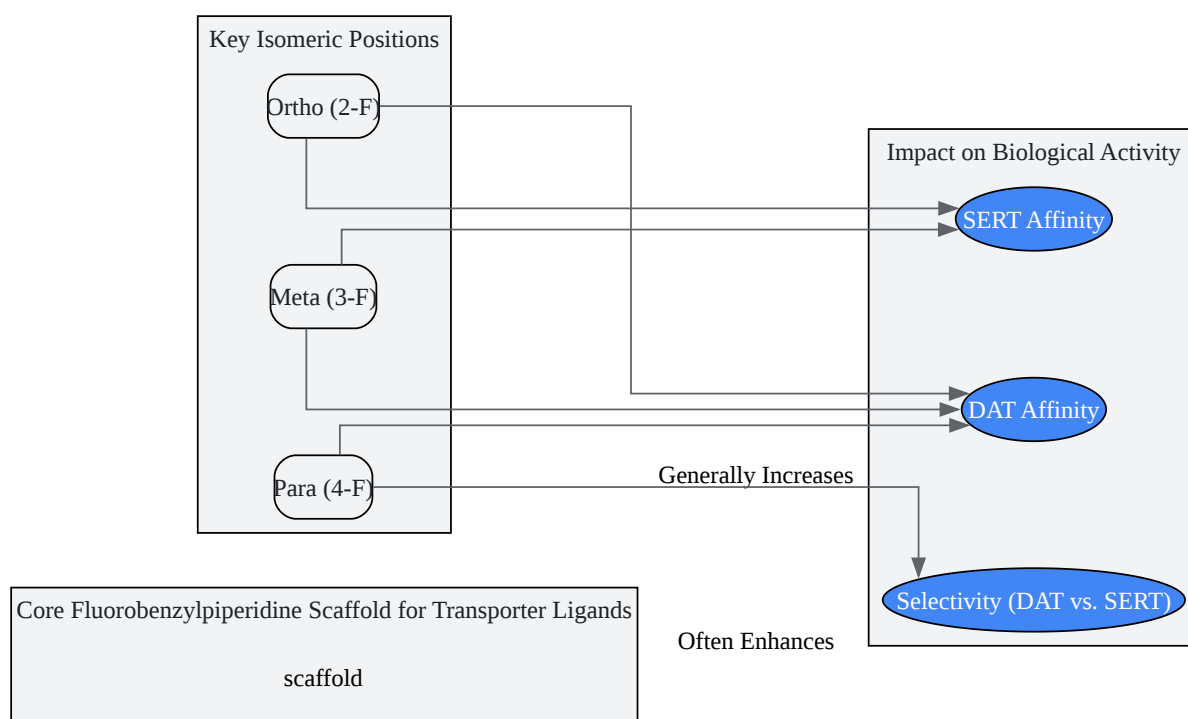 Key Isomeric Positions
Ortho (2-F)
Meta (3-F)
Para (4-F)
Impact on Biological Activity
SERT Affinity
DAT Affinity
Generally Increases
Selectivity (DAT vs. SERT)
Often Enhances
Core Fluorobenzylpiperidine Scaffold for Transporter Ligands
scaffold